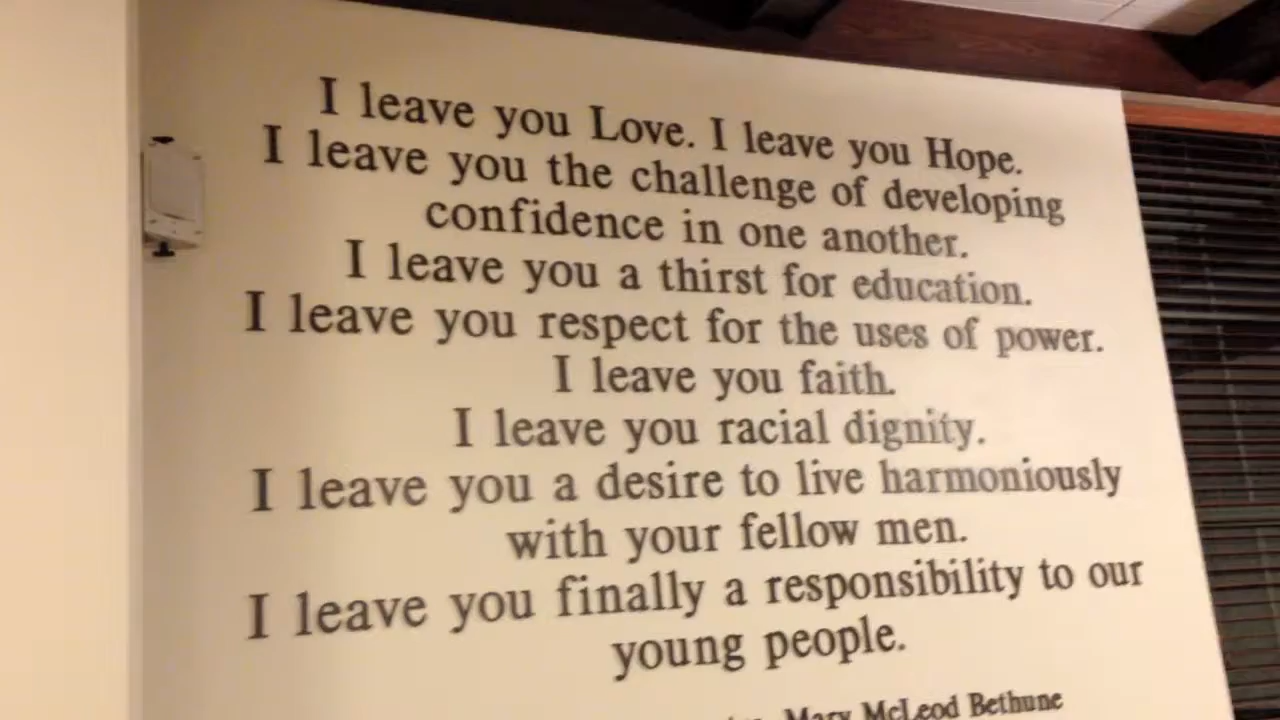 I leave you Love. I leave you Hope.
I leave you the challenge of developing
confidence in one another.
I leave you a thirst for education.
I leave you respect for the uses of power.
I leave you faith.
I leave you racial dignity.
I leave you a desire to live harmoniously
with your fellow men.
I leave you finally a responsibility to our
young people.
Mary McLeod Bethune